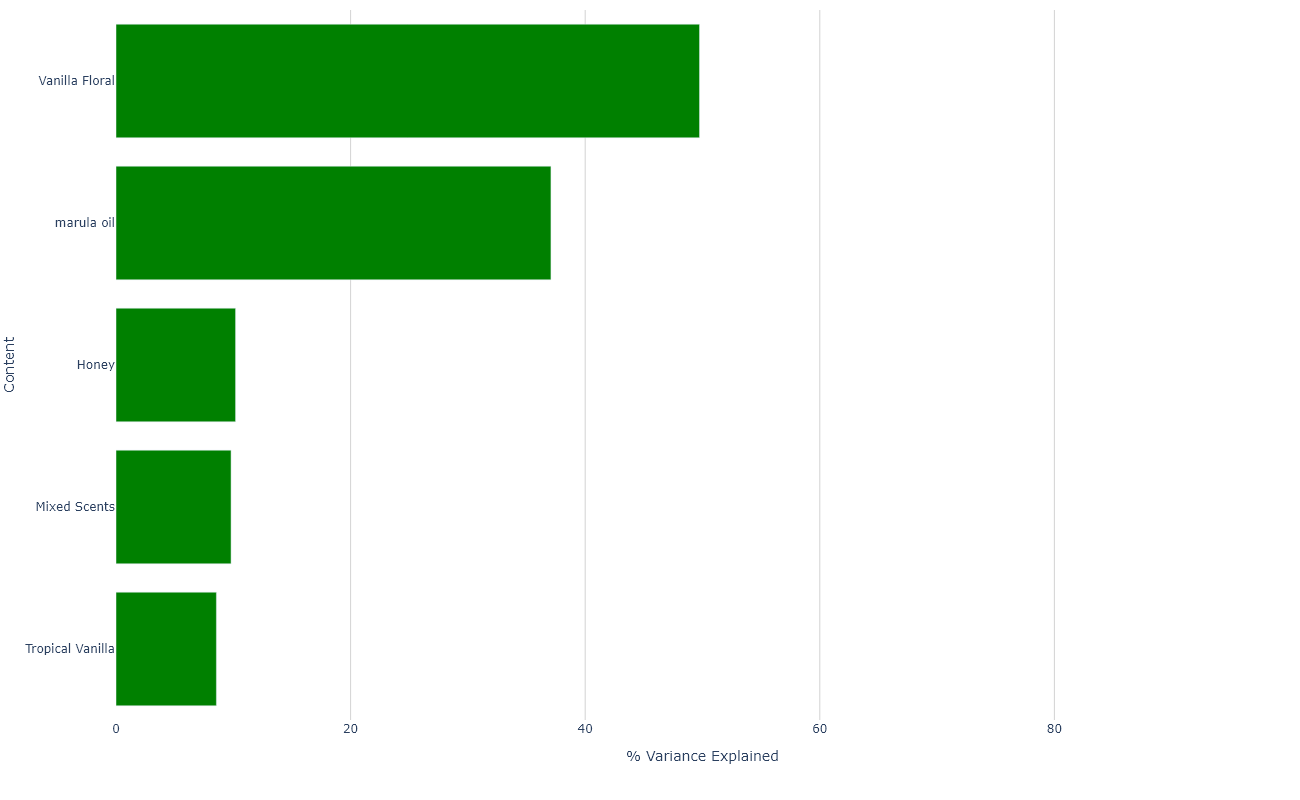 Vanilla Floral
marula oil
Honey
Mixed Scents
Tropical Vanilla
Content
0 20 40 60 80
% Variance Explained